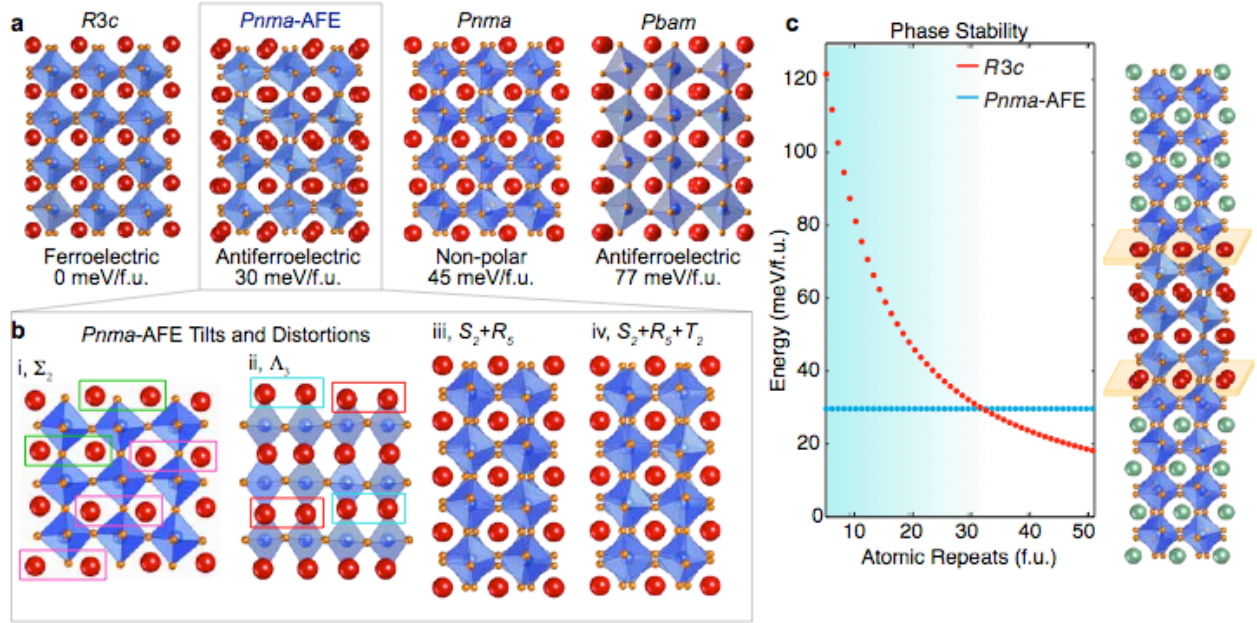 a
R3c
Pnma-AFE
Pnma
Pbam
Ferroelectric
0 meV/f.u.
Antiferroelectric
30 meV/f.u.
Non-polar
45 meV/f.u.
Antiferroelectric
77 meV/f.u.
b
Pnma-AFE Tilts and Distortions
i, Σ₂
ii, Λ₃
iii, S₂+R₅
iv, S₂+R₅+T₂
c
Phase Stability
R3c
Pnma-AFE
Energy (meV/f.u.)
120
100
80
60
40
20
0
10
20
30
40
50
Atomic Repeats (f.u.)